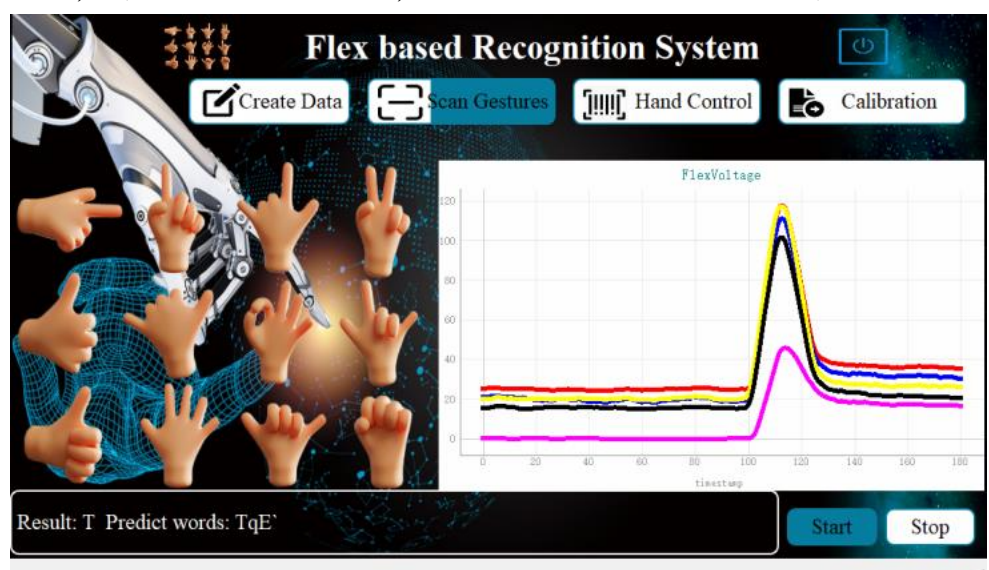 Flex based Recognition System
Create Data
Scan Gestures
Hand Control
Calibration
FlexVoltage
120
100
80
60
40
20
0
0 20 40 60 80 100 120 140 160 180
timestamp
Result: T Predict words: TqE`
Start
Stop